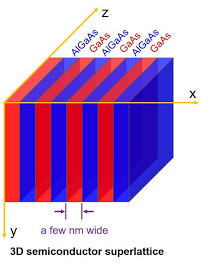 z
AlGaAs
GaAs
AlGaAs
GaAs
AlGaAs
GaAs
x
y
a few nm wide
3D semiconductor superlattice